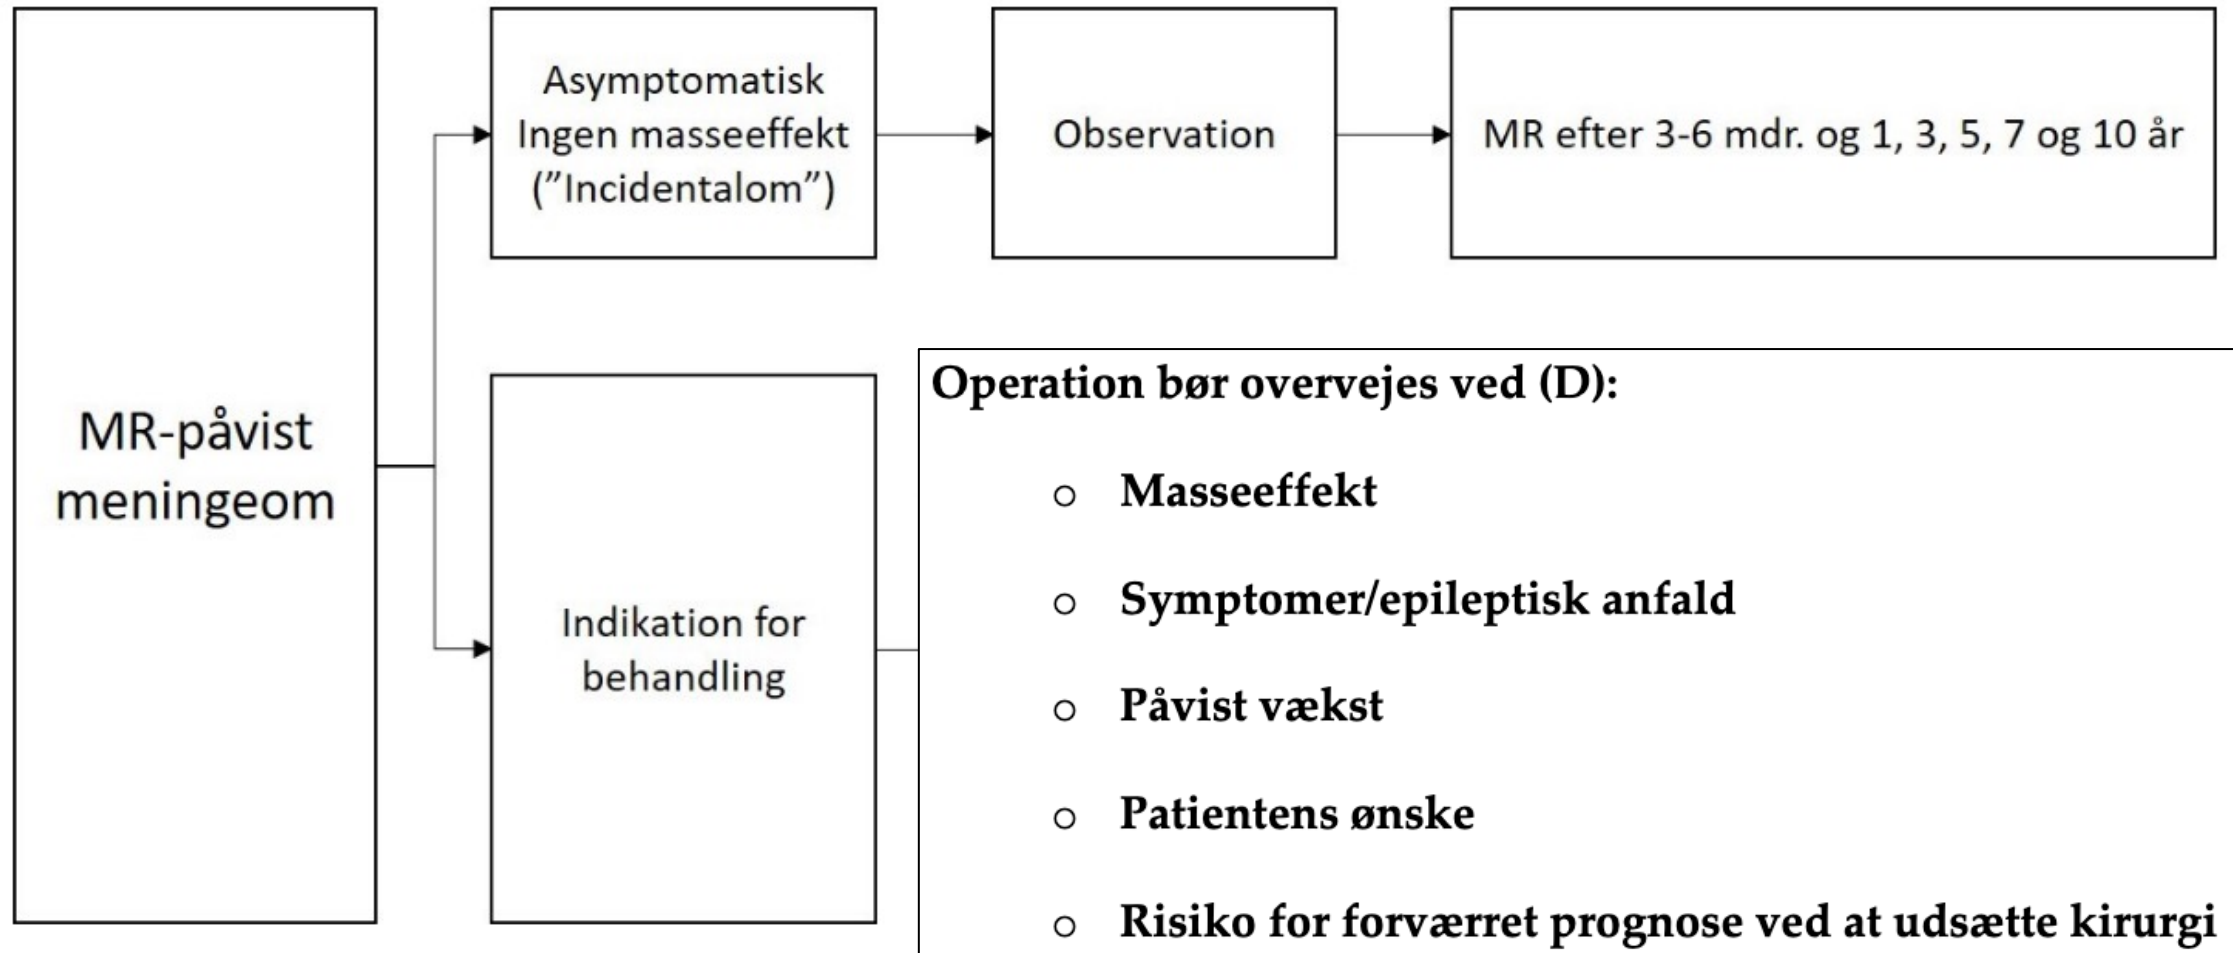 MR-påvist
meningeom
Asymptomatisk
Ingen masseeffekt
(”Incidentalom”)
Observation
MR efter 3-6 mdr. og 1, 3, 5, 7 og 10 år
Indikation for
behandling
Operation bør overvejes ved (D):
o Masseeffekt
o Symptomer/epileptisk anfald
o Påvist vækst
o Patientens ønske
o Risiko for forværret prognose ved at udsætte kirurgi